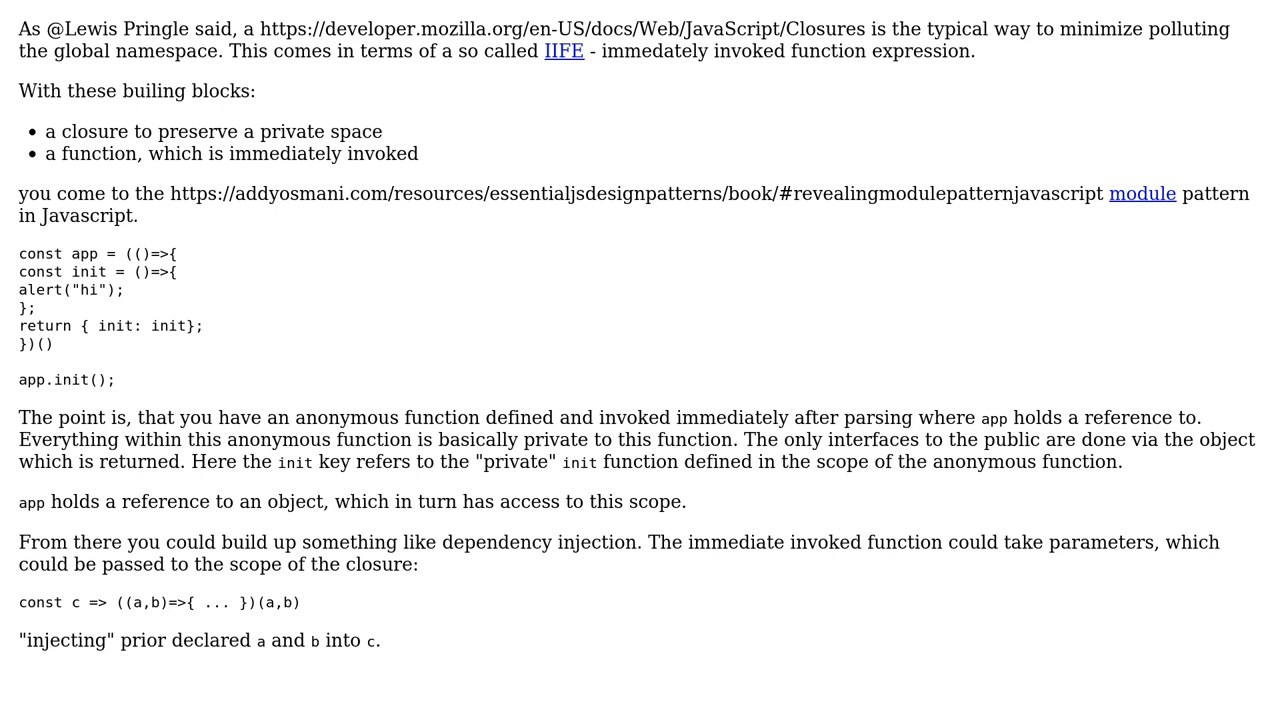 As @Lewis Pringle said, a https://developer.mozilla.org/en-US/docs/Web/JavaScript/Closures is the typical way to minimize polluting
the global namespace. This comes in terms of a so called IIFE - immedately invoked function expression.
With these builing blocks:
• a closure to preserve a private space
• a function, which is immediately invoked
you come to the https://addyosmani.com/resources/essentialjsdesignpatterns/book/#revealingmodulepatternjavascript module pattern
in Javascript.
const app = (()=>{
const init = ()=>{
alert("hi");
};
return { init: init};
})()
app.init();
The point is, that you have an anonymous function defined and invoked immediately after parsing where app holds a reference to.
Everything within this anonymous function is basically private to this function. The only interfaces to the public are done via the object
which is returned. Here the init key refers to the "private" init function defined in the scope of the anonymous function.
app holds a reference to an object, which in turn has access to this scope.
From there you could build up something like dependency injection. The immediate invoked function could take parameters, which
could be passed to the scope of the closure:
const c => ((a,b)=>{ ... })(a,b)
"injecting" prior declared a and b into c.